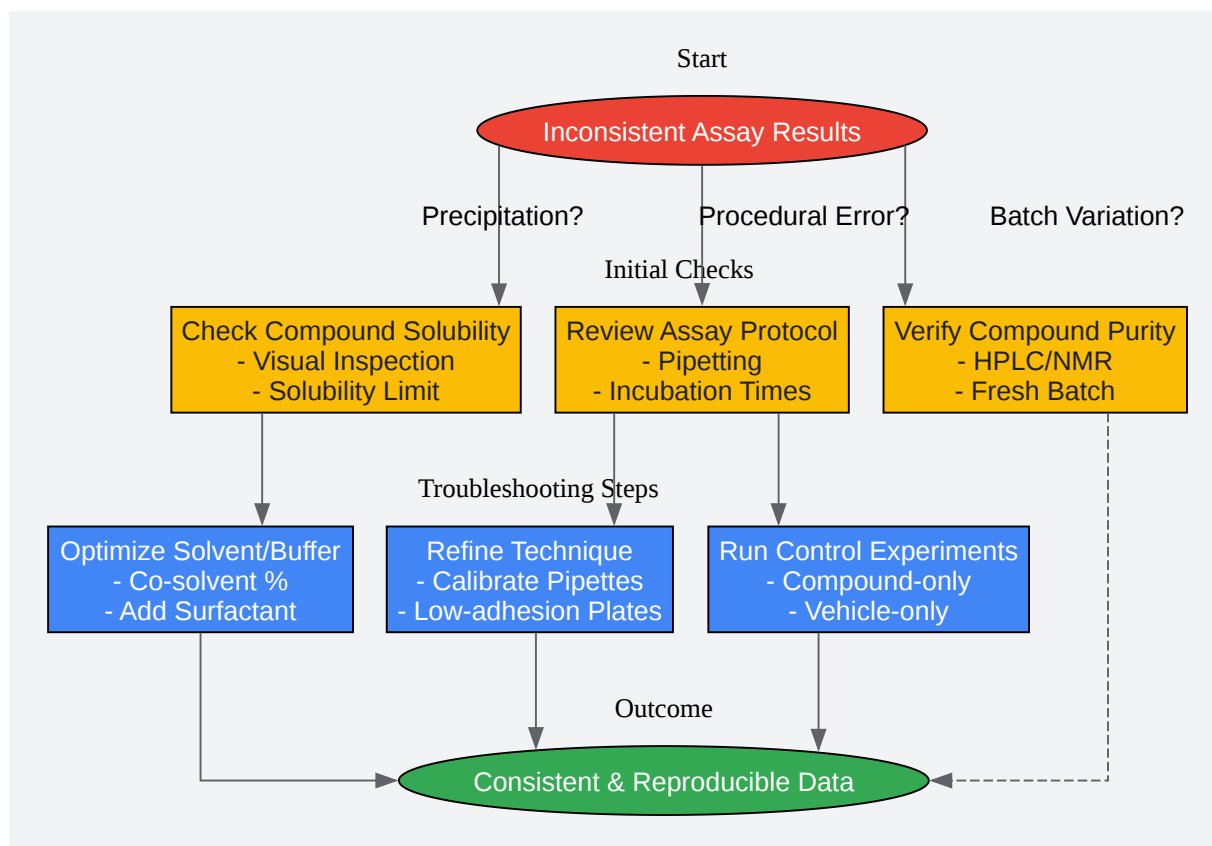 Start
Inconsistent Assay Results
Precipitation?
Procedural Error?
Batch Variation?
Initial Checks
Check Compound Solubility
- Visual Inspection
- Solubility Limit
Review Assay Protocol
- Pipetting
- Incubation Times
Verify Compound Purity
- HPLC/NMR
- Fresh Batch
Troubleshooting Steps
Optimize Solvent/Buffer
- Co-solvent %
- Add Surfactant
Refine Technique
- Calibrate Pipettes
- Low-adhesion Plates
Run Control Experiments
- Compound-only
- Vehicle-only
Outcome
Consistent & Reproducible Data